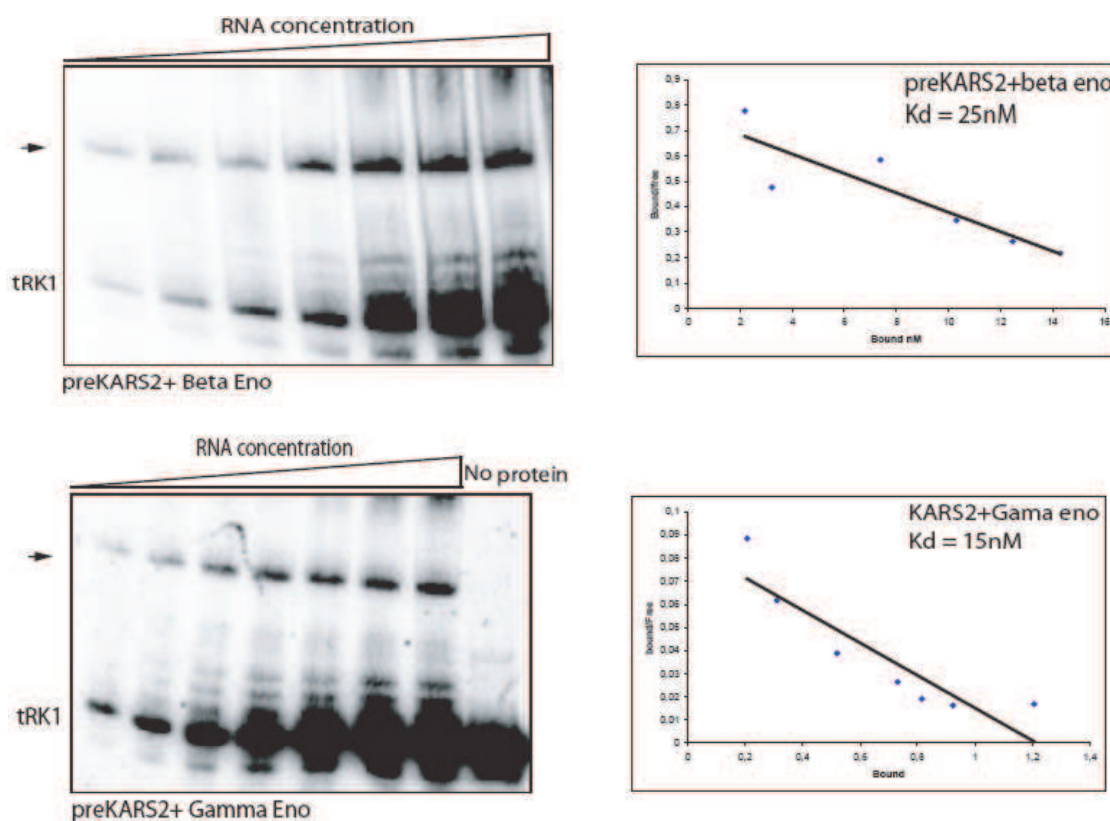 RNA concentration
tRK1
preKARS2+ Beta Eno
preKARS2+beta eno
Kd = 25nM
0,9
0,8
0,7
0,6
0,5
0,4
0,3
0,2
0,1
0
Bound/free
0 2 4 6 8 10 12 14 16
Bound nM
RNA concentration
No protein
tRK1
preKARS2+ Gamma Eno
KARS2+Gama eno
Kd = 15nM
0,1
0,09
0,08
0,07
0,06
0,05
0,04
0,03
0,02
0,01
0
bound/Free
0 0,2 0,4 0,6 0,8 1 1,2 1,4
Bound